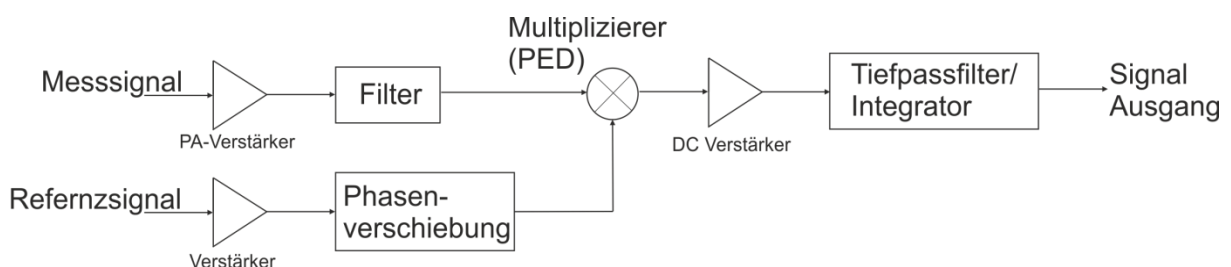 Multiplizierer
(PED)
Messsignal
Filter
Tiefpassfilter/
Integrator
Signal
Ausgang
PA-Verstärker
DC Verstärker
Refernzsignal
Phasen-
verschiebung
Verstärker